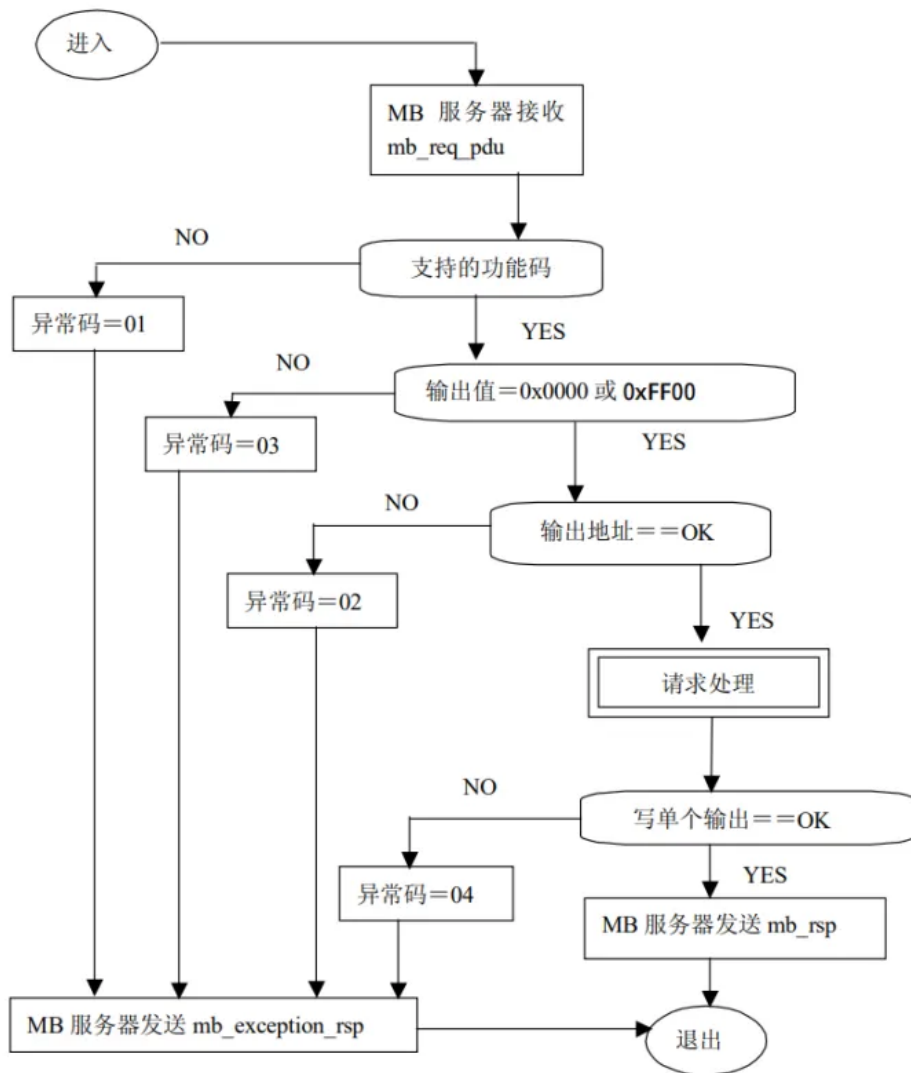 进入
MB 服务器接收
mb_req_pdu
NO
支持的功能码
异常码=01
YES
NO
输出值=0x0000 或 0xFF00
异常码=03
YES
NO
输出地址==OK
异常码=02
YES
请求处理
NO
写单个输出==OK
异常码=04
YES
MB 服务器发送 mb_rsp
MB 服务器发送 mb_exception_rsp
退出